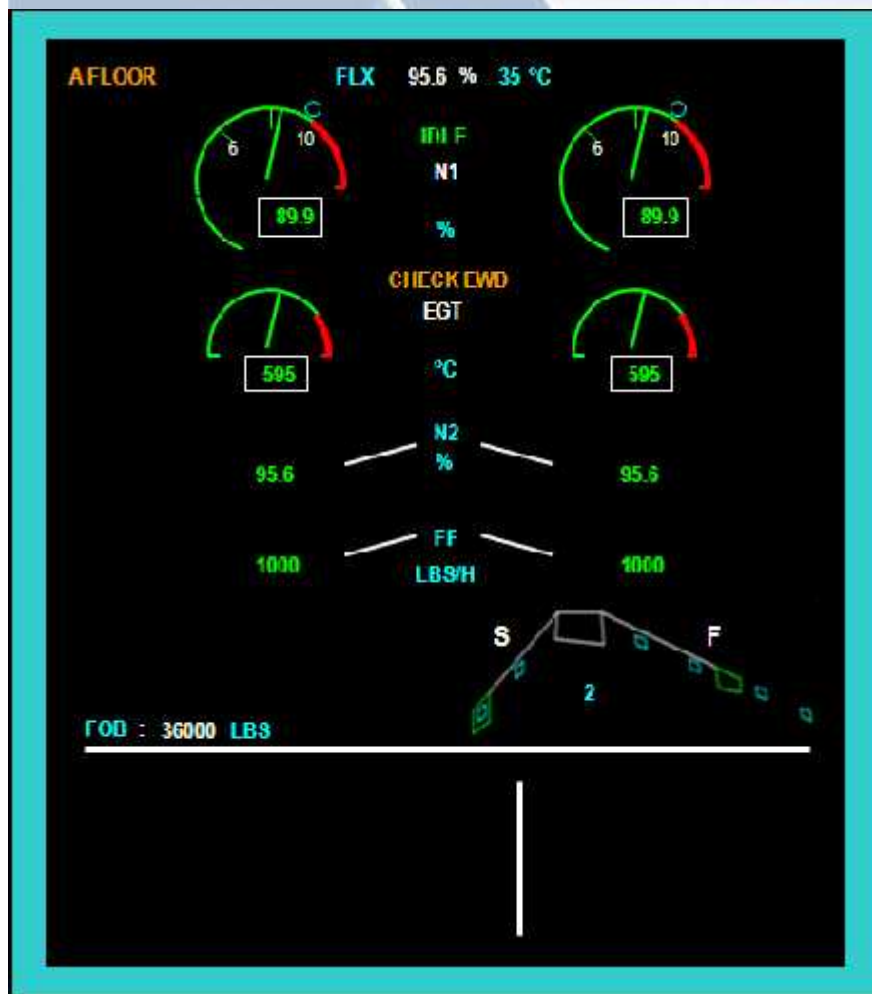 A FLOOR FLX 95.6 % 35 °C
6 10 IDLE 6 10
N1
89.9 % 89.9
CHECK EWD
EGT
595 °C 595
N2
95.6 % 95.6
FF
1000 LBS/H 1000
S F
2
FOB : 36000 LBS